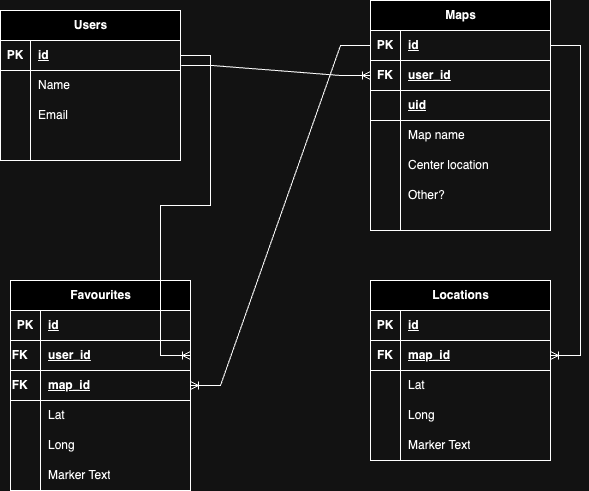 Users
PK id
Name
Email
Maps
PK id
FK user_id
uid
Map name
Center location
Other?
Favourites
PK id
FK user_id
FK map_id
Lat
Long
Marker Text
Locations
PK id
FK map_id
Lat
Long
Marker Text